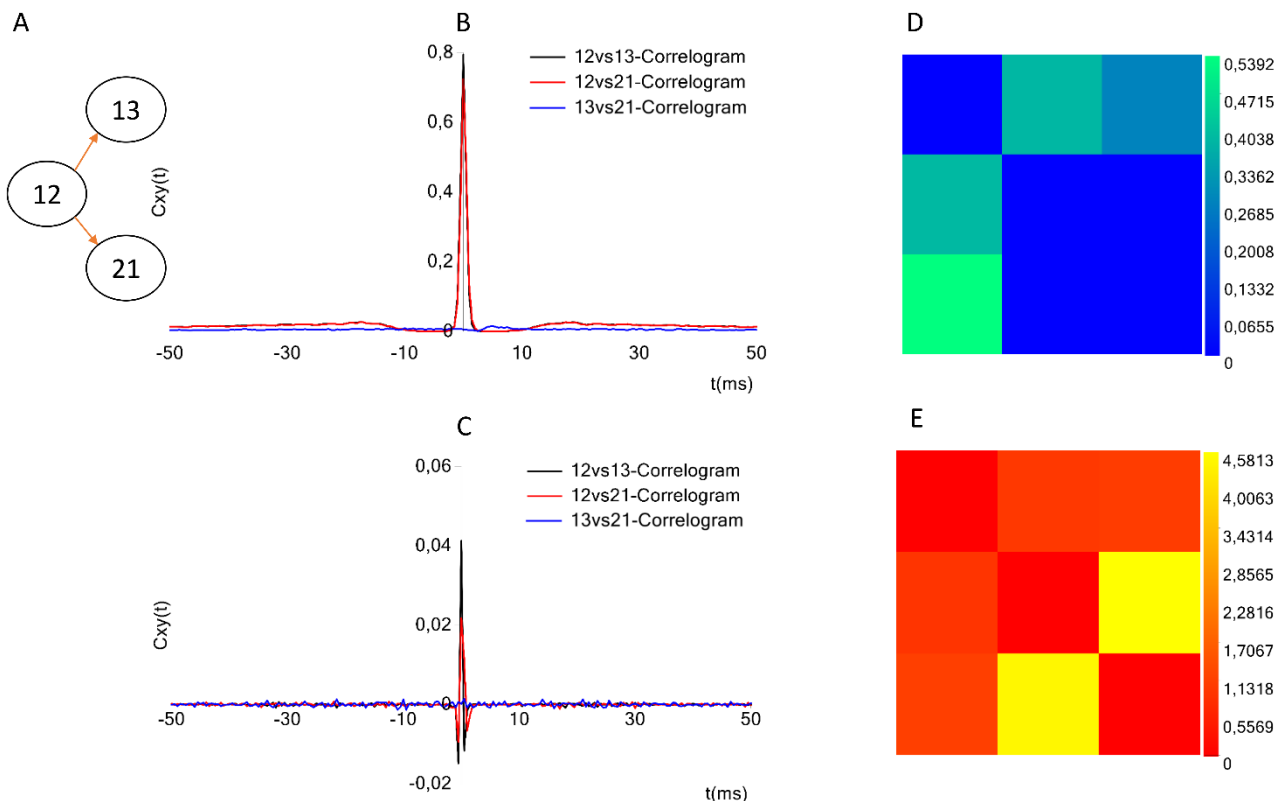 A
13
12
21
B
0,8
0,6
0,4
0,2
0
Cxy(t)
12vs13-Correlogram
12vs21-Correlogram
13vs21-Correlogram
-50
-30
-10
10
30
50
t(ms)
C
0,06
0,04
0,02
0
-0,02
Cxy(t)
12vs13-Correlogram
12vs21-Correlogram
13vs21-Correlogram
-50
-30
-10
10
30
50
t(ms)
D
0,5392
0,4715
0,4038
0,3362
0,2685
0,2008
0,1332
0,0655
0
E
4,5813
4,0063
3,4314
2,8565
2,2816
1,7067
1,1318
0,5569
0